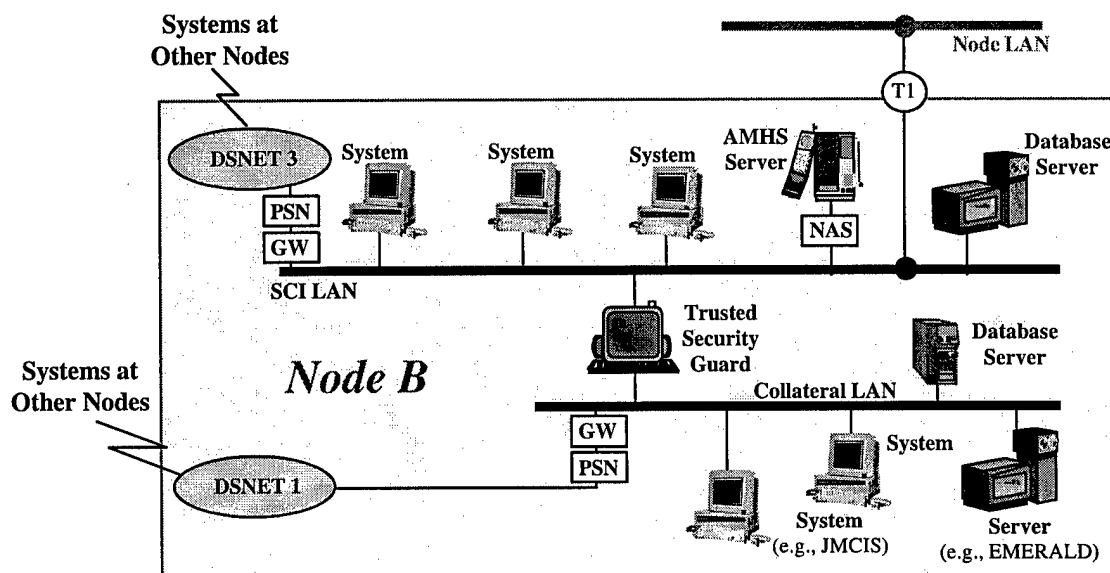 Systems at
Other Nodes
Node LAN
T1
DSNET 3
System
System
System
AMHS
Server
Database
Server
PSN
GW
NAS
SCI LAN
Trusted
Security
Guard
Database
Server
Systems at
Other Nodes
Node B
Collateral LAN
GW
PSN
System
DSNET 1
System
(e.g., JMCIS)
Server
(e.g., EMERALD)